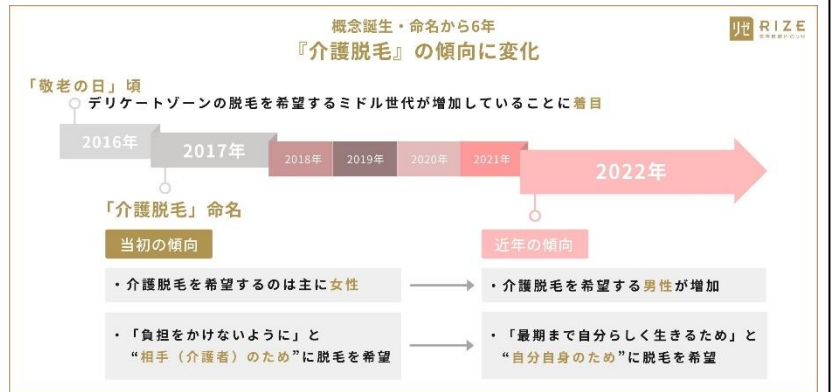 概念誕生・命名から6年
『介護脱毛』の傾向に変化
リゼ RIZE
「敬老の日」頃
デリケートゾーンの脱毛を希望するミドル世代が増加していることに着目
2016年
2017年
2018年
2019年
2020年
2021年
2022年
「介護脱毛」命名
当初の傾向
近年の傾向
・介護脱毛を希望するのは主に女性
・介護脱毛を希望する男性が増加
・「負担をかけないように」と
“相手（介護者）のため”に脱毛を希望
・「最期まで自分らしく生きるため」と
“自分自身のため”に脱毛を希望